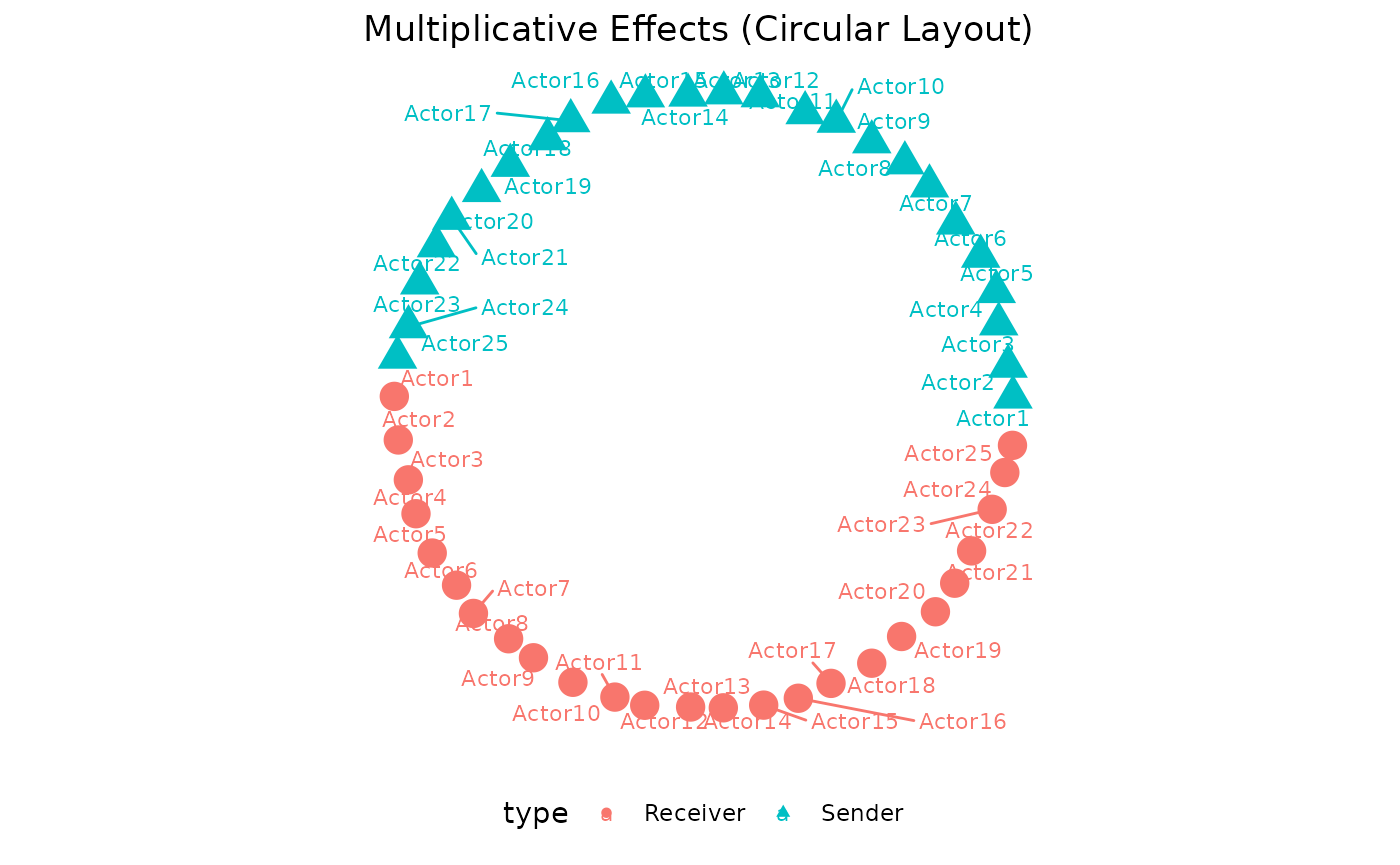 Multiplicative Effects (Circular Layout)
Actor16
Actor15
Actor13
Actor12
Actor10
Actor11
Actor17
Actor14
Actor9
Actor18
Actor8
Actor19
Actor7
Actor20
Actor6
Actor21
Actor22
Actor5
Actor23
Actor24
Actor4
Actor25
Actor3
Actor1
Actor2
Actor2
Actor1
Actor3
Actor25
Actor4
Actor24
Actor5
Actor23
Actor22
Actor6
Actor21
Actor7
Actor20
Actor8
Actor17
Actor19
Actor11
Actor9
Actor13
Actor18
Actor10
Actor12
Actor14
Actor15
Actor16
type
a
Receiver
a
Sender